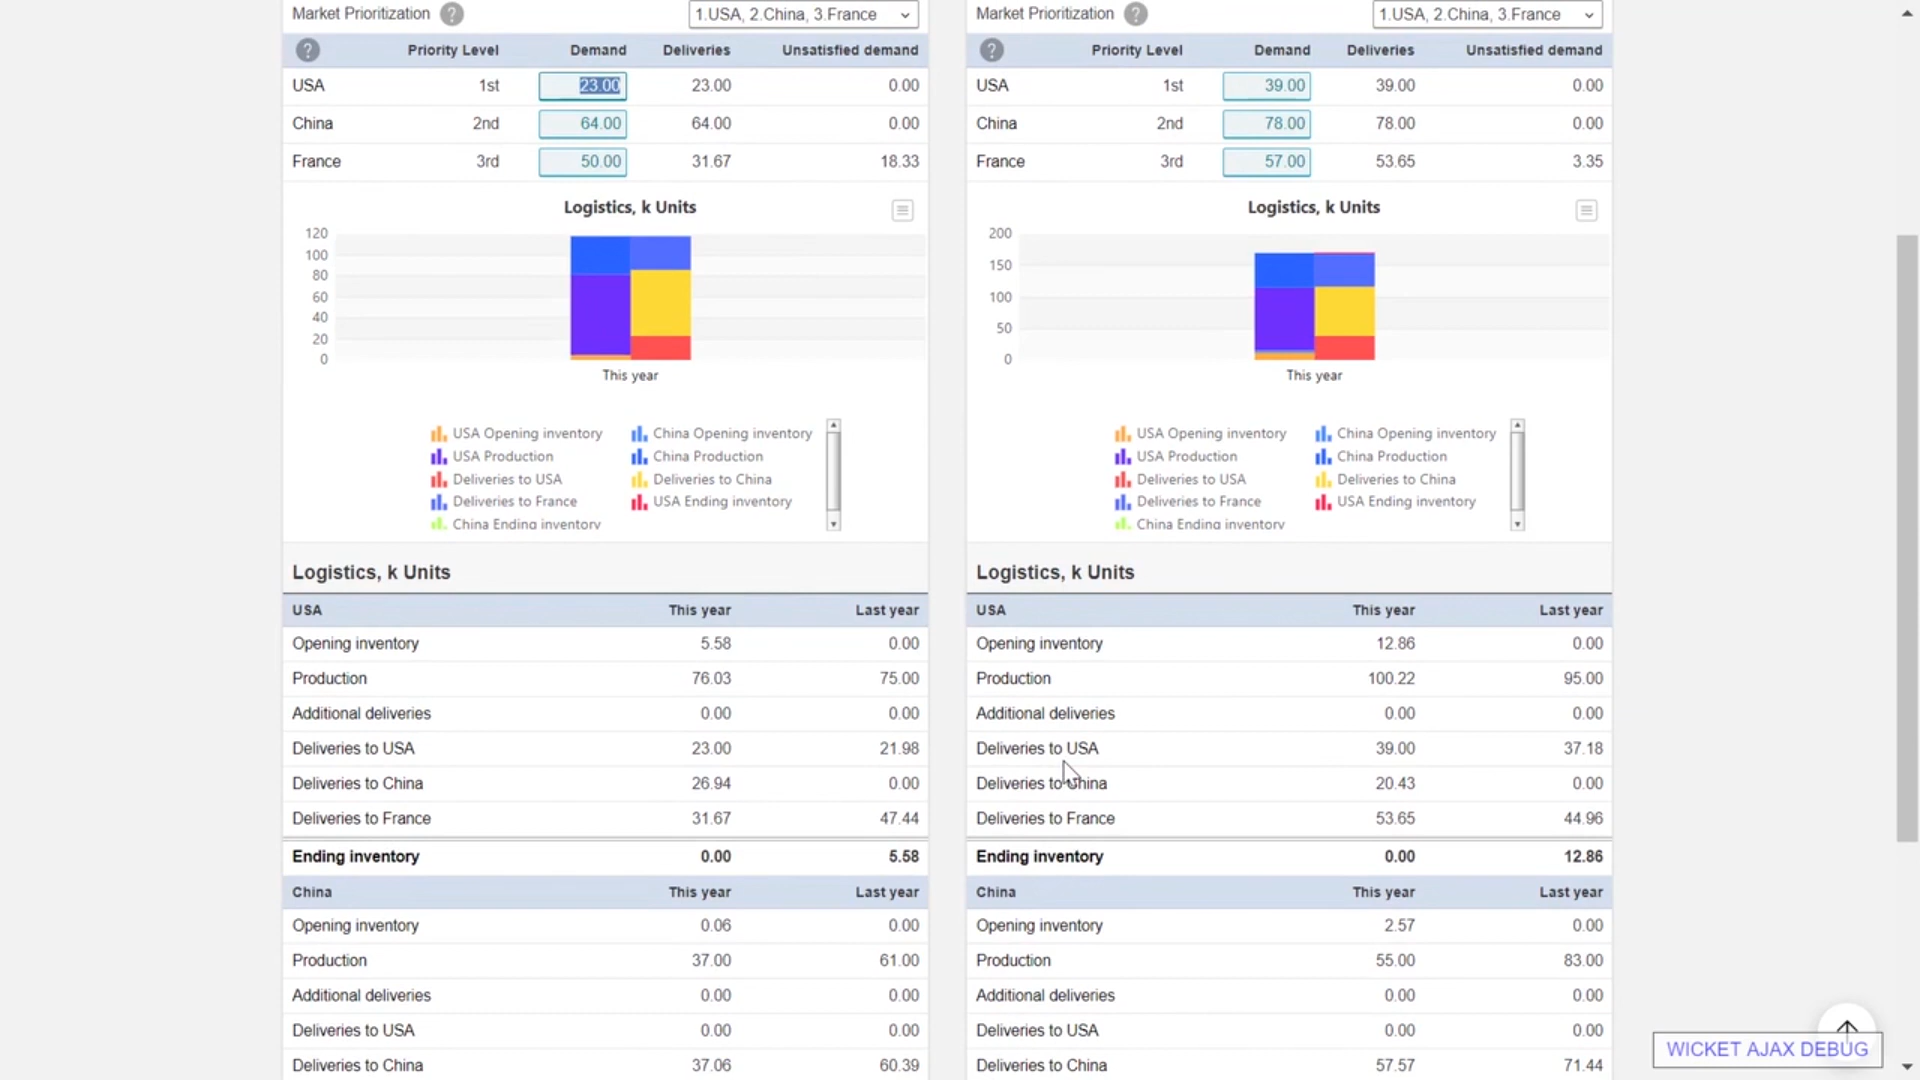 Market Prioritization ? 1.USA, 2.China, 3.France
? Priority Level Demand Deliveries Unsatisfied demand
USA 1st 23.00 23.00 0.00
China 2nd 64.00 64.00 0.00
France 3rd 50.00 31.67 18.33
Logistics, k Units
120
100
80
60
40
20
0
This year
USA Opening inventory China Opening inventory
USA Production China Production
Deliveries to USA Deliveries to China
Deliveries to France USA Ending inventory
China Ending inventory
Logistics, k Units
USA This year Last year
Opening inventory 5.58 0.00
Production 76.03 75.00
Additional deliveries 0.00 0.00
Deliveries to USA 23.00 21.98
Deliveries to China 26.94 0.00
Deliveries to France 31.67 47.44
Ending inventory 0.00 5.58
China This year Last year
Opening inventory 0.06 0.00
Production 37.00 61.00
Additional deliveries 0.00 0.00
Deliveries to USA 0.00 0.00
Deliveries to China 37.06 60.39
Market Prioritization ? 1.USA, 2.China, 3.France
? Priority Level Demand Deliveries Unsatisfied demand
USA 1st 39.00 39.00 0.00
China 2nd 78.00 78.00 0.00
France 3rd 57.00 53.65 3.35
Logistics, k Units
200
150
100
50
0
This year
USA Opening inventory China Opening inventory
USA Production China Production
Deliveries to USA Deliveries to China
Deliveries to France USA Ending inventory
China Ending inventory
Logistics, k Units
USA This year Last year
Opening inventory 12.86 0.00
Production 100.22 95.00
Additional deliveries 0.00 0.00
Deliveries to USA 39.00 37.18
Deliveries to China 20.43 0.00
Deliveries to France 53.65 44.96
Ending inventory 0.00 12.86
China This year Last year
Opening inventory 2.57 0.00
Production 55.00 83.00
Additional deliveries 0.00 0.00
Deliveries to USA 0.00 0.00
Deliveries to China 57.57 71.44
WICKET AJAX DEBUG